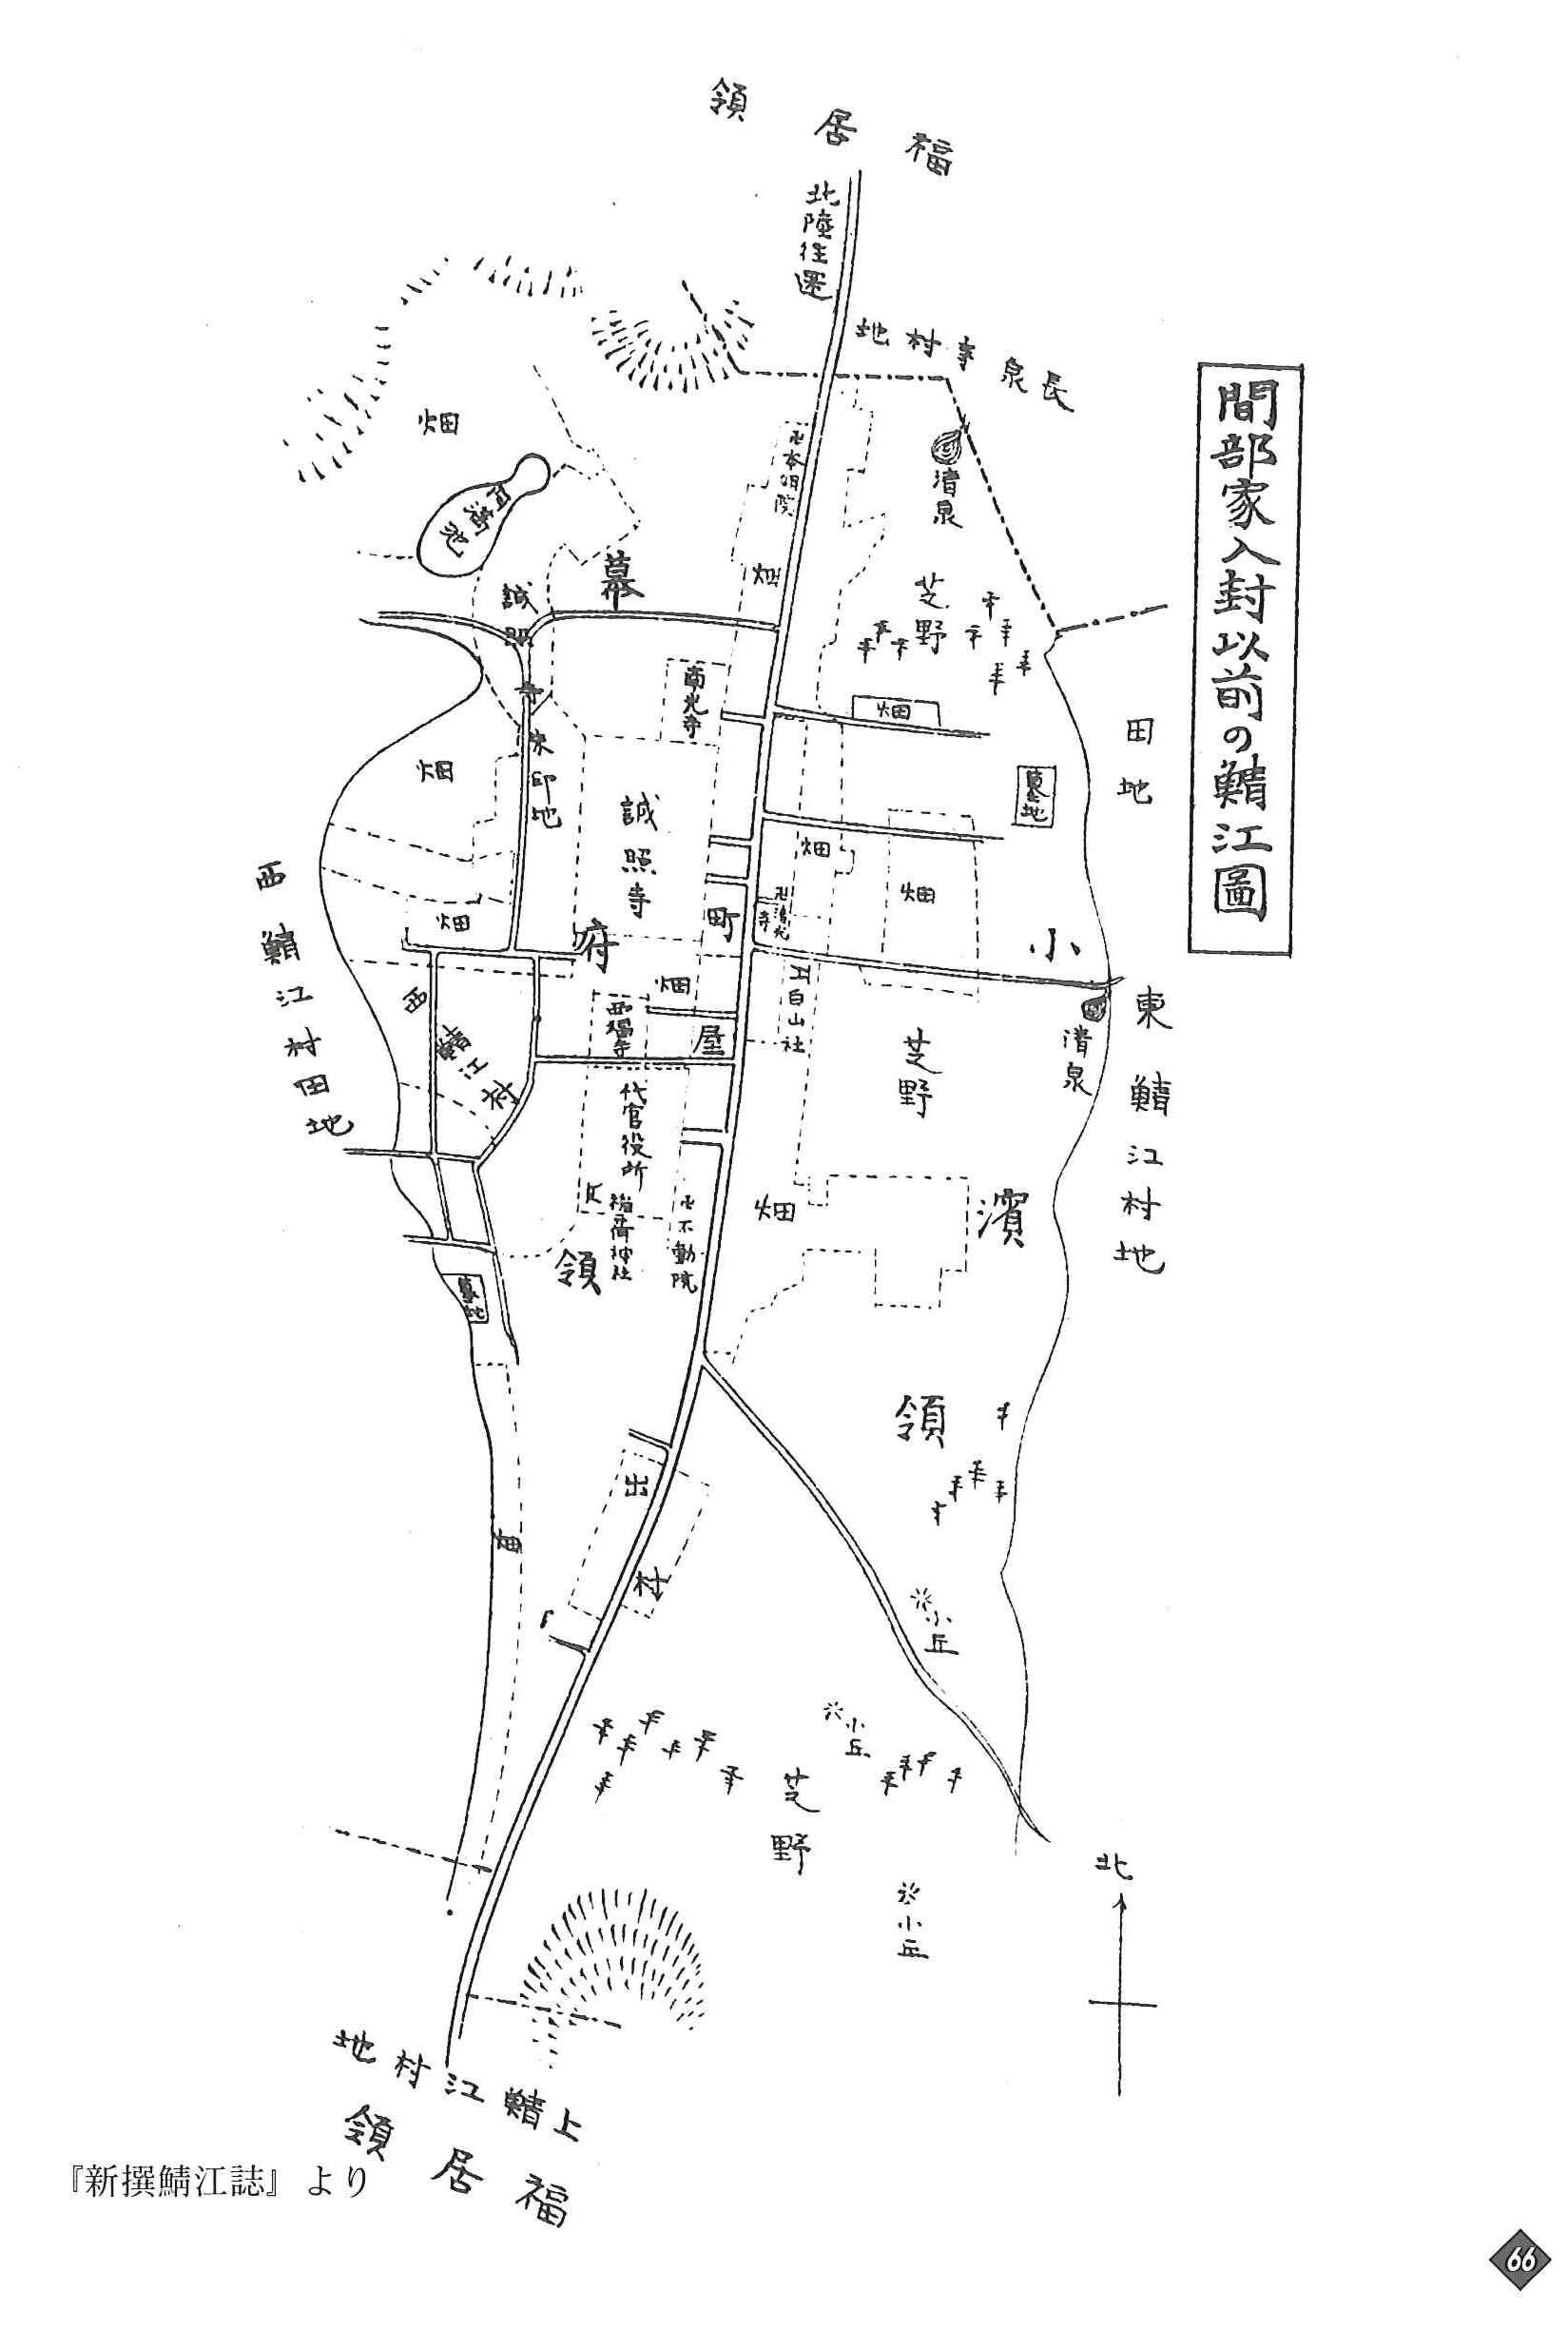 間部家入封以前の鯖江圖
福居領
北陸往還
長泉寺村地
清泉
卍本明院
畑
畑
芝野
幕府領
誠照寺朱印地
畑
畑
墓地
田地
誠照寺
畑
畑
西鯖江村田地
畑
町屋
小濱領
白山社
畑
西鯖江村
西福寺
芝野
清泉
東鯖江村地
代官役所
稲荷神社
卍不動院
畑
墓地
出村
畑
小丘
小丘
芝野
小丘
北
上鯖江村地
福居領
『新撰鯖江誌』より
66